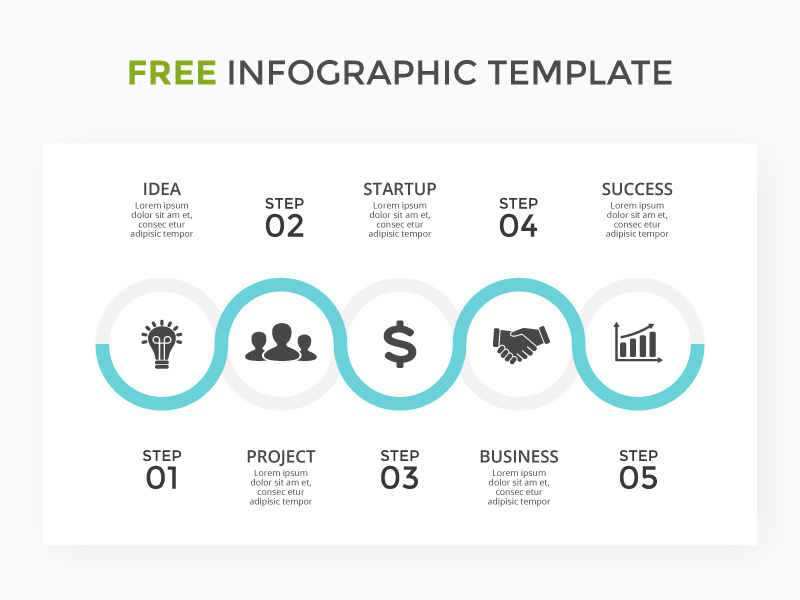 FREE INFOGRAPHIC TEMPLATE
IDEA
Lorem ipsum
dolor sit am et,
consec etur
adipisic tempor
STEP
02
STARTUP
Lorem ipsum
dolor sit am et,
consec etur
adipisic tempor
STEP
04
SUCCESS
Lorem ipsum
dolor sit am et,
consec etur
adipisic tempor
STEP
01
PROJECT
Lorem ipsum
dolor sit am et,
consec etur
adipisic tempor
STEP
03
BUSINESS
Lorem ipsum
dolor sit am et,
consec etur
adipisic tempor
STEP
05